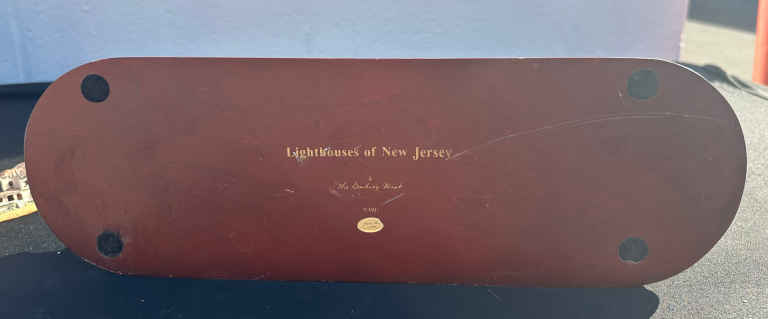 Lighthouses of New Jersey
The Danbury Mint